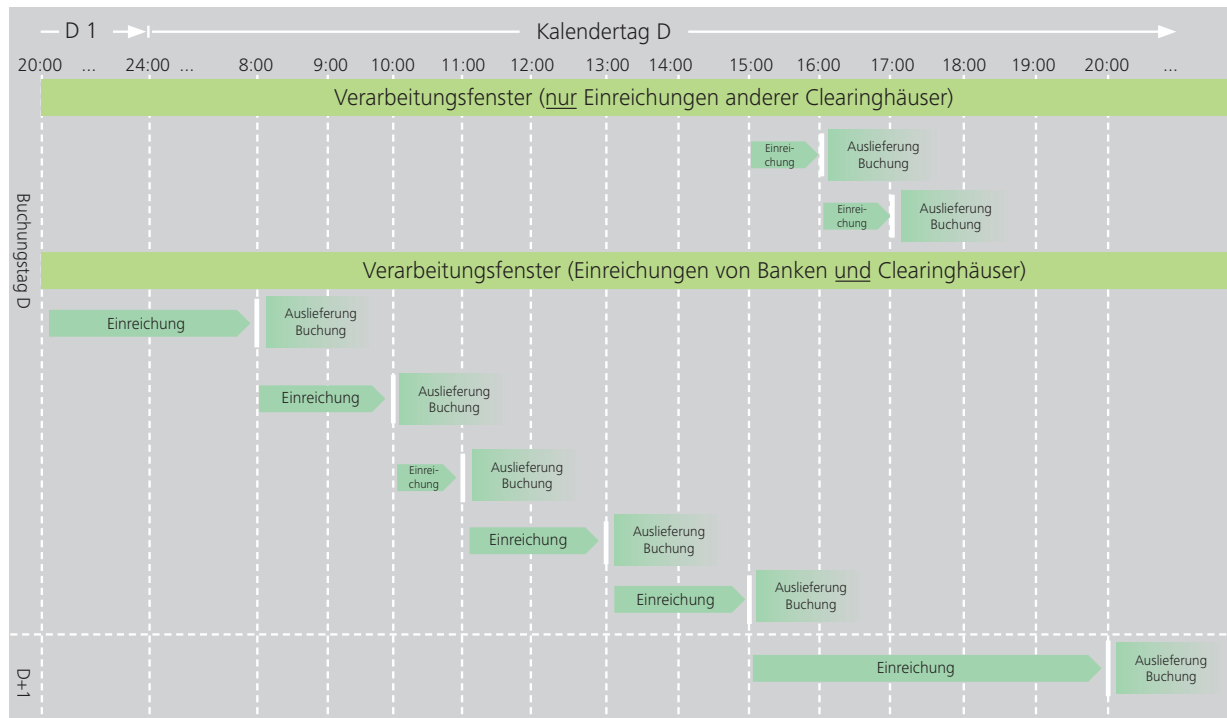 D 1
Kalendertag D
20:00 ... 24:00 ... 8:00 9:00 10:00 11:00 12:00 13:00 14:00 15:00 16:00 17:00 18:00 19:00 20:00 ...
Verarbeitungsfenster (nur Einreichungen anderer Clearinghäuser)
Einrei-
chung
Auslieferung
Buchung
Einrei-
chung
Auslieferung
Buchung
Buchungstag D
Verarbeitungsfenster (Einreichungen von Banken und Clearinghäuser)
Einreichung
Auslieferung
Buchung
Einreichung
Auslieferung
Buchung
Einrei-
chung
Auslieferung
Buchung
Einreichung
Auslieferung
Buchung
Einreichung
Auslieferung
Buchung
D+1
Einreichung
Auslieferung
Buchung